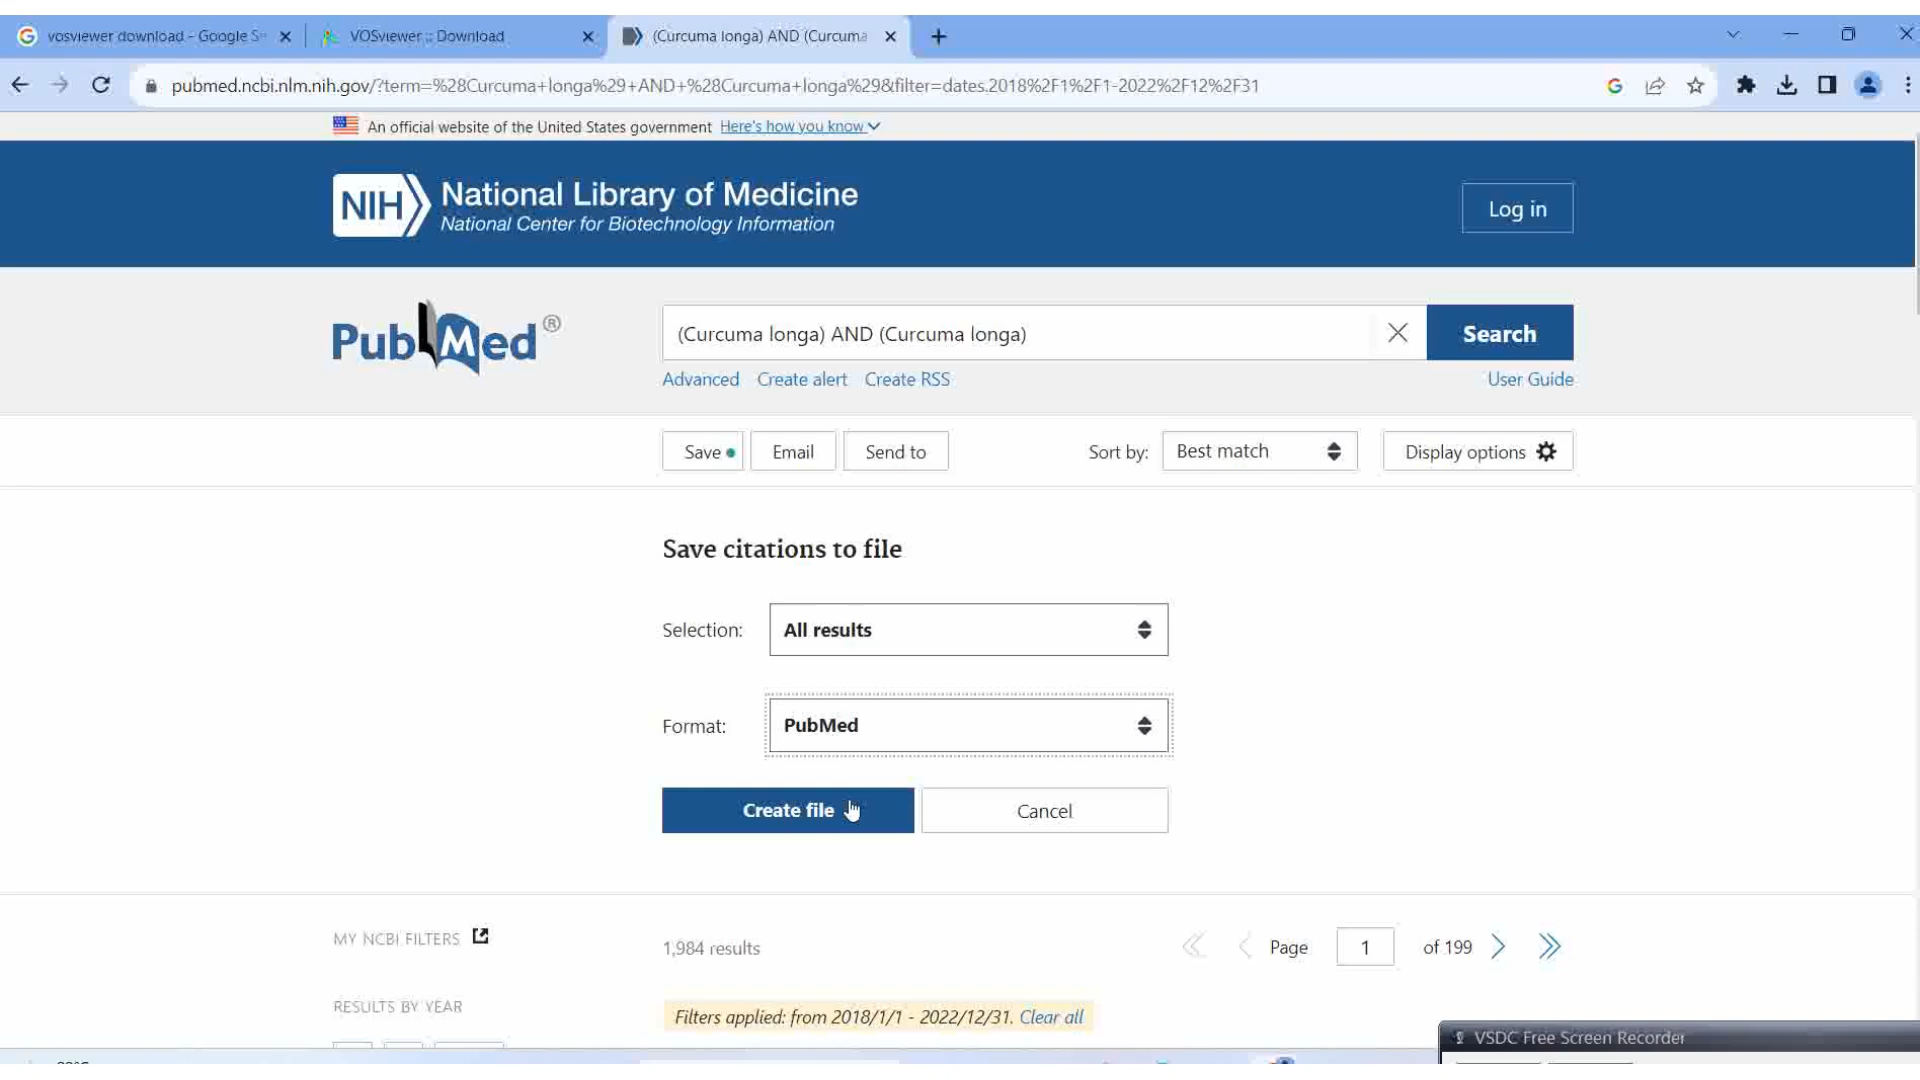 vosviewer download - Google S
VOSviewer :: Download
(Curcuma longa) AND (Curcuma
pubmed.ncbi.nlm.nih.gov/?term=%28Curcuma+longa%29+AND+%28Curcuma+longa%29&filter=dates.2018%2F1%2F1-2022%2F12%2F31
An official website of the United States government Here's how you know
NIH National Library of Medicine
National Center for Biotechnology Information
Log in
PubMed®
(Curcuma longa) AND (Curcuma longa)
Search
Advanced Create alert Create RSS User Guide
Save Email Send to Sort by: Best match Display options
Save citations to file
Selection: All results
Format: PubMed
Create file Cancel
MY NCBI FILTERS
1,984 results
Page 1 of 199
RESULTS BY YEAR
Filters applied: from 2018/1/1 - 2022/12/31. Clear all
VSDC Free Screen Recorder